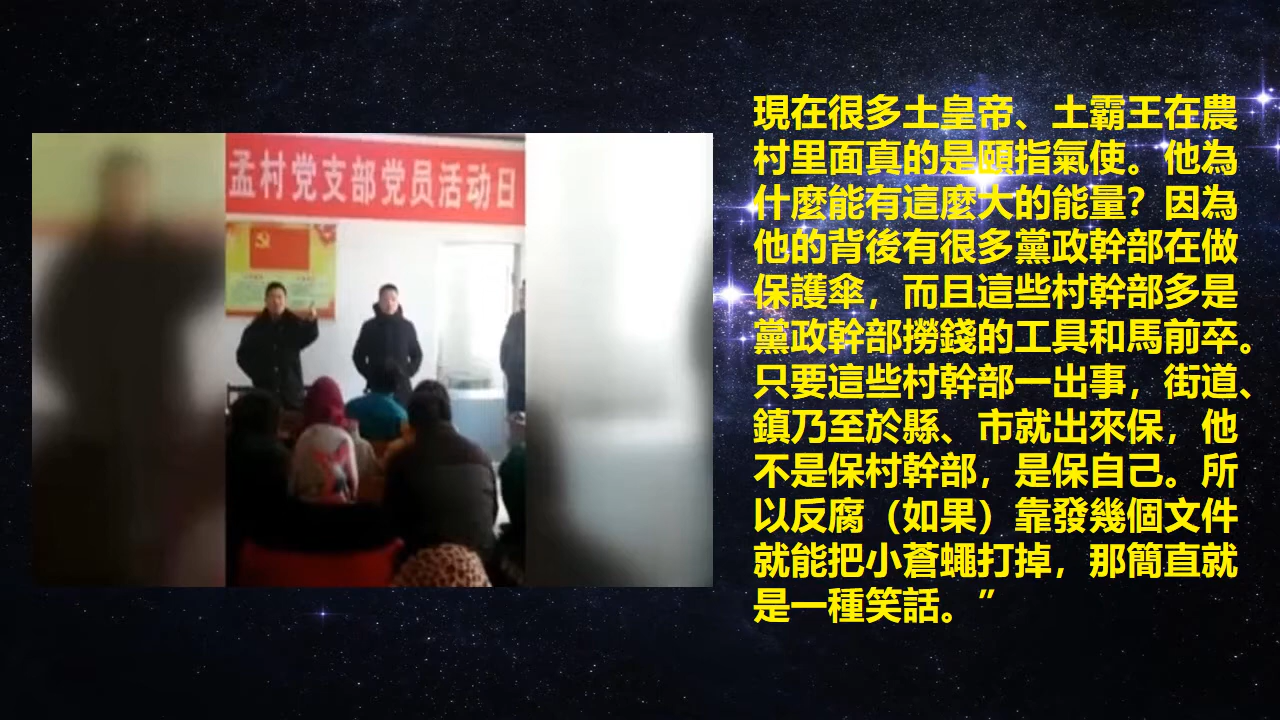 孟村党支部党员活动日
現在很多土皇帝、土霸王在農
村里面真的是頤指氣使。他為
什麼能有這麼大的能量？因為
他的背後有很多黨政幹部在做
保護傘，而且這些村幹部多是
黨政幹部撈錢的工具和馬前卒。
只要這些村幹部一出事，街道、
鎮乃至於縣、市就出來保，他
不是保村幹部，是保自己。所
以反腐（如果）靠發幾個文件
就能把小蒼蠅打掉，那簡直就
是一種笑話。”